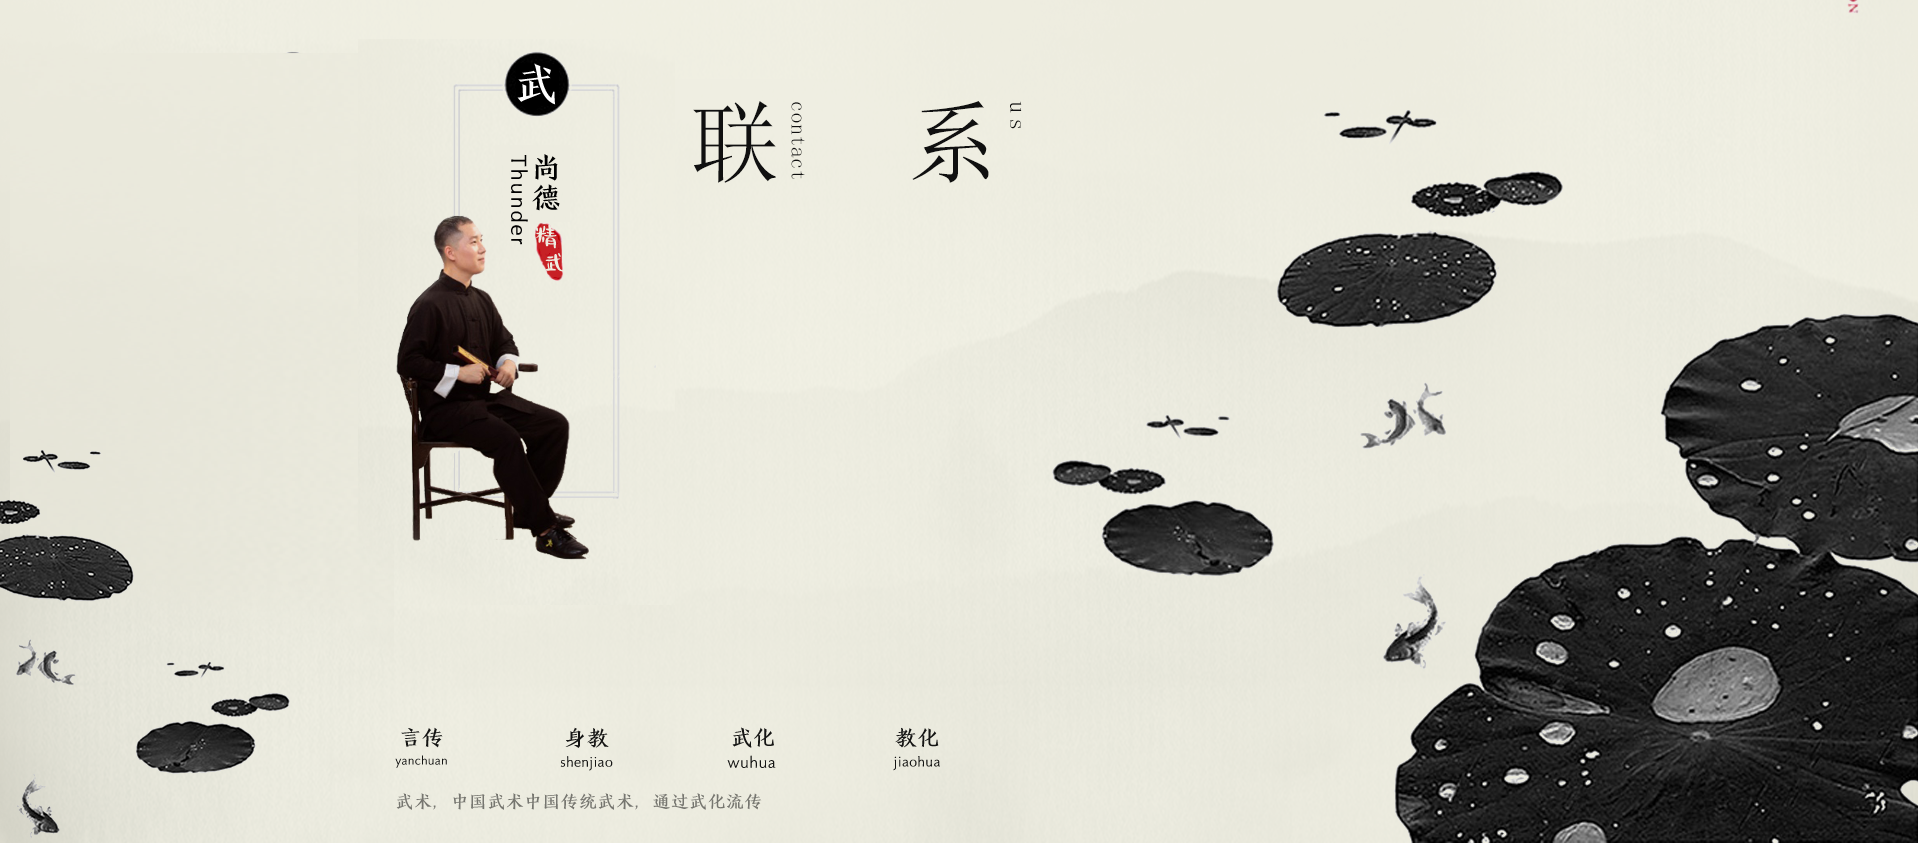 武
尚德
Thunder
精武
联
contact
系
us
言传
身教
武化
教化
yanchuan
shenjiao
wuhua
jiaohua
武术，中国武术中国传统武术，通过武化流传